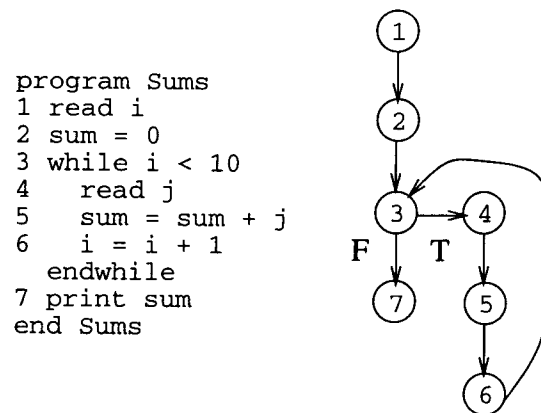 program Sums
1 read i
2 sum = 0
3 while i < 10
4 read j
5 sum = sum + j
6 i = i + 1
endwhile
7 print sum
end Sums
1
2
3
4
F
T
7
5
6